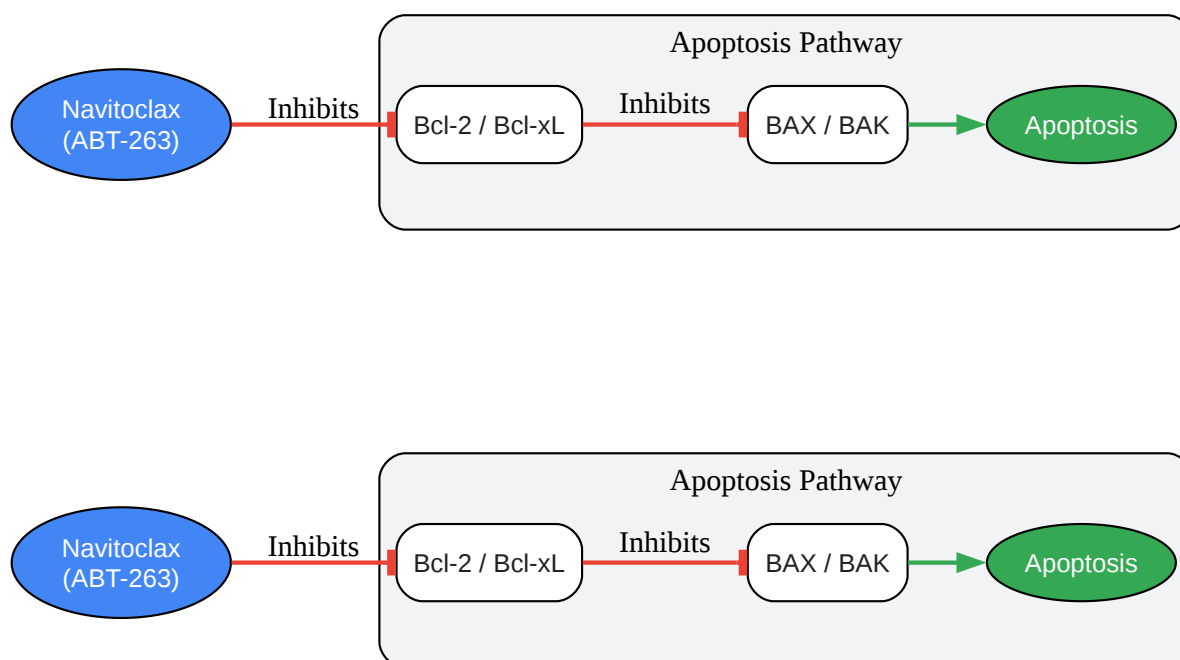 Apoptosis Pathway
Navitoclax
(ABT-263)
Inhibits
Bcl-2 / Bcl-xL
Inhibits
BAX / BAK
Apoptosis
Apoptosis Pathway
Navitoclax
(ABT-263)
Inhibits
Bcl-2 / Bcl-xL
Inhibits
BAX / BAK
Apoptosis